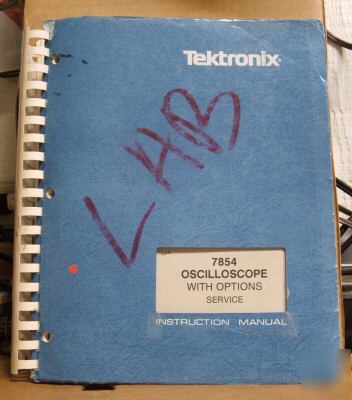 Tektronix
LAB
7854
OSCILLOSCOPE
WITH OPTIONS
SERVICE
INSTRUCTION MANUAL